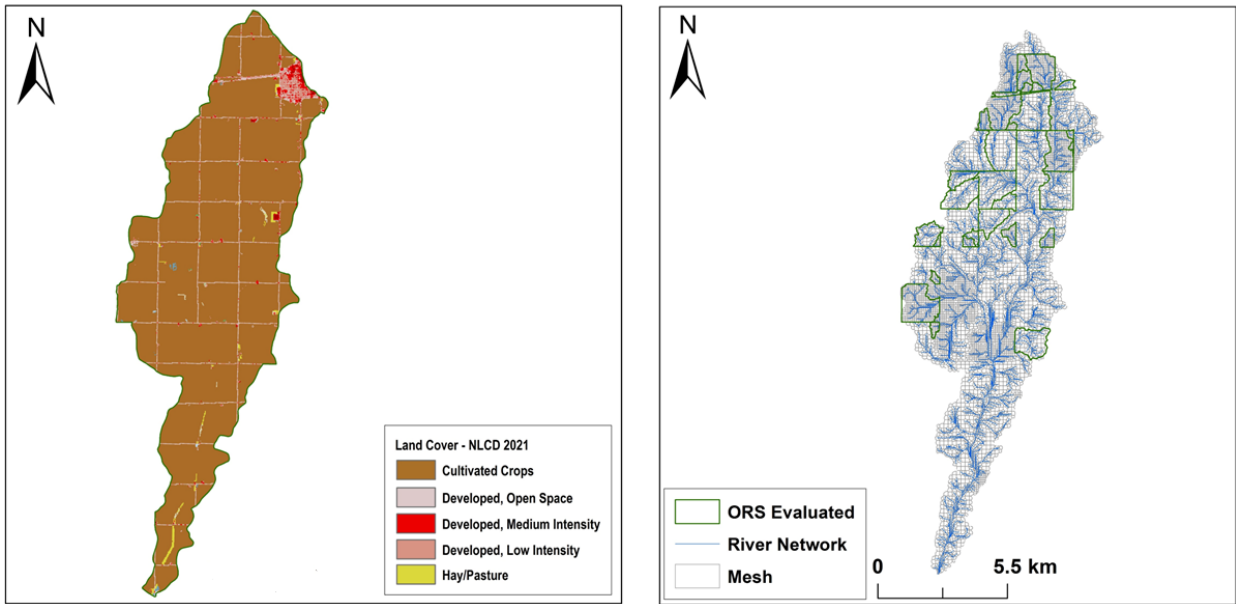 N
Land Cover - NLCD 2021
Cultivated Crops
Developed, Open Space
Developed, Medium Intensity
Developed, Low Intensity
Hay/Pasture
N
ORS Evaluated
River Network
Mesh
0 5.5 km